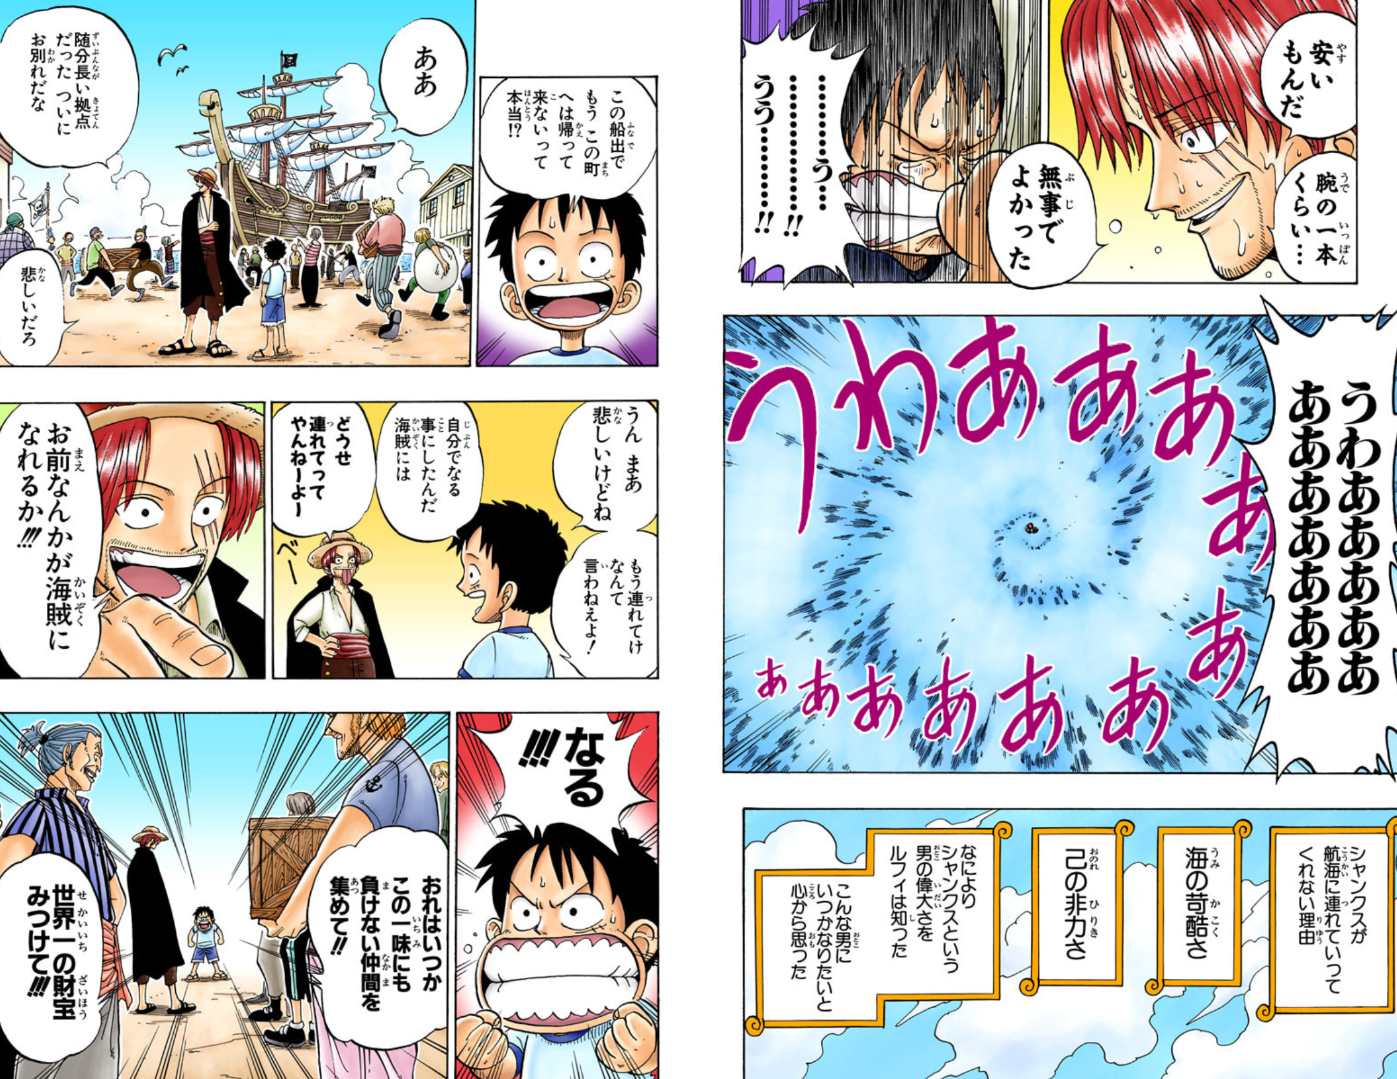 安い
もんだ
腕の一本
くらい…
無事で
よかった
…………う…
…………!!
うう………!!
うわあああああ
あああああああ
うわあああああああああああああ
シャンクスが
航海に連れていって
くれない理由
海の苛酷さ
己の非力さ
なにより
シャンクスという
男の偉大さを
ルフィは知った
こんな男に
いつかなりたいと
心から思った
この船出で
もう この町
へは帰って
来ないって
本当!?
ああ
随分長い拠点
だった ついに
お別れだな
悲しいだろ
うん まあ
悲しいけどね
もう連れてけ
なんて
言わねえよ!
自分でなる
事にしたんだ
海賊には
どうせ
連れてって
やんねーよー
べー
お前なんかが海賊に
なれるか!!!
なる
!!!
おれはいつか
この一味にも
負けない仲間を
集めて!!
世界一の財宝
みつけて!!!